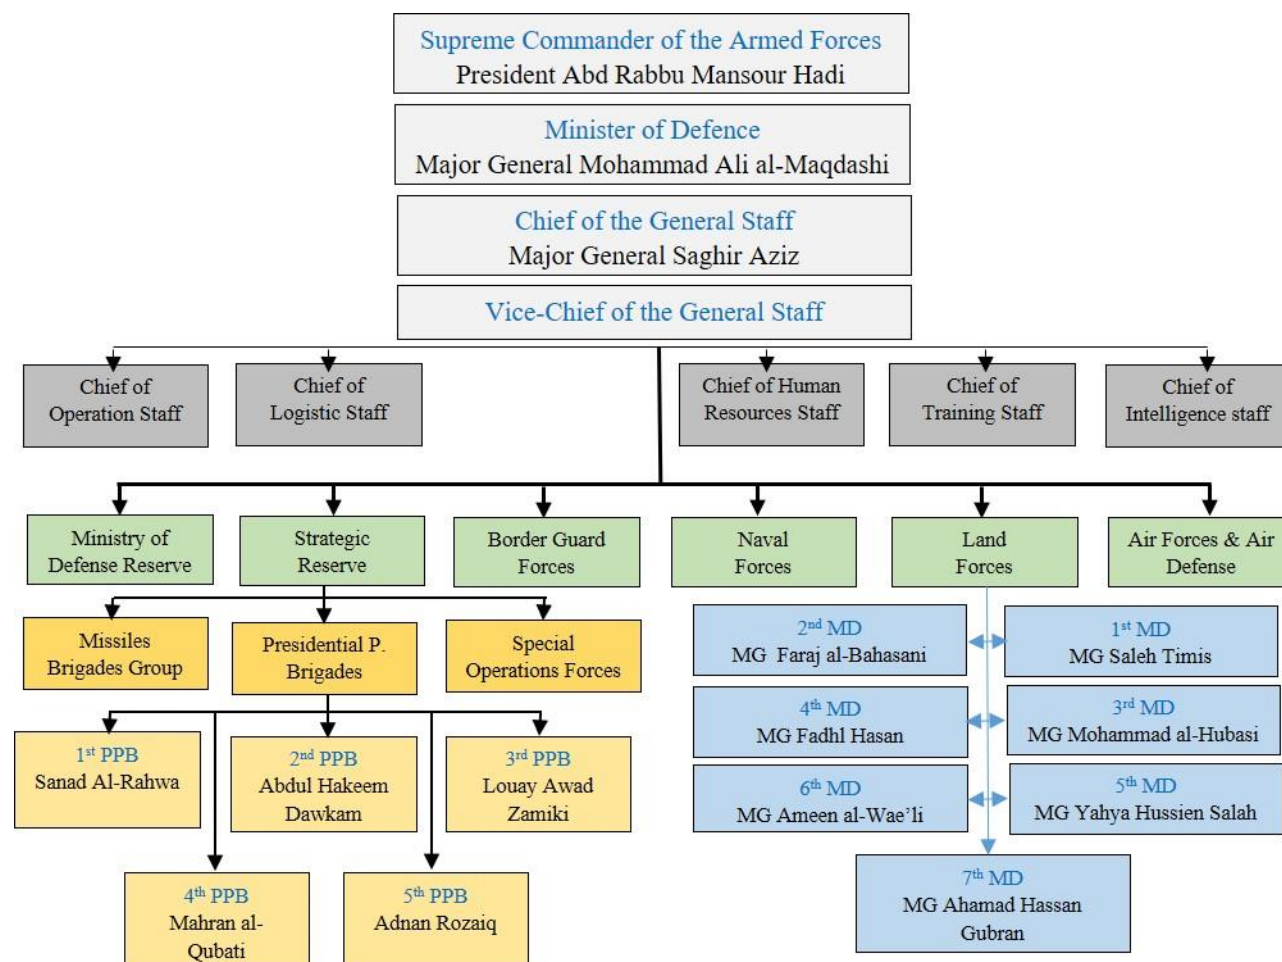 Supreme Commander of the Armed Forces
President Abd Rabbu Mansour Hadi
Minister of Defence
Major General Mohammad Ali al-Maqdashi
Chief of the General Staff
Major General Saghir Aziz
Vice-Chief of the General Staff
Chief of
Operation Staff
Chief of
Logistic Staff
Chief of Human
Resources Staff
Chief of
Training Staff
Chief of
Intelligence staff
Ministry of
Defense Reserve
Strategic
Reserve
Border Guard
Forces
Naval
Forces
Land
Forces
Air Forces & Air
Defense
Missiles
Brigades Group
Presidential P.
Brigades
Special
Operations Forces
2nd MD
MG Faraj al-Bahasani
1st MD
MG Saleh Timis
4th MD
MG Fadhl Hasan
3rd MD
MG Mohammad al-Hubasi
6th MD
MG Ameen al-Wae’li
5th MD
MG Yahya Hussien Salah
7th MD
MG Ahamad Hassan
Gubran
1st PPB
Sanad Al-Rahwa
2nd PPB
Abdul Hakeem
Dawkam
3rd PPB
Louay Awad
Zamiki
4th PPB
Mahran al-
Qubati
5th PPB
Adnan Rozaiq